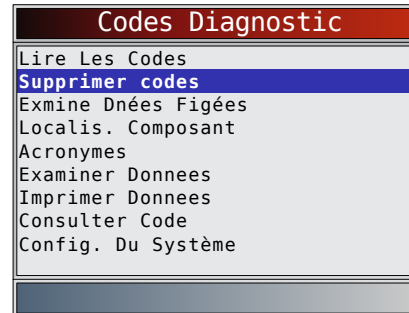 Codes Diagnostic
Lire Les Codes
Supprimer codes
Exmine Dnées Figées
Localis. Composant
Acronymes
Examiner Donnees
Imprimer Donnees
Consulter Code
Config. Du Système